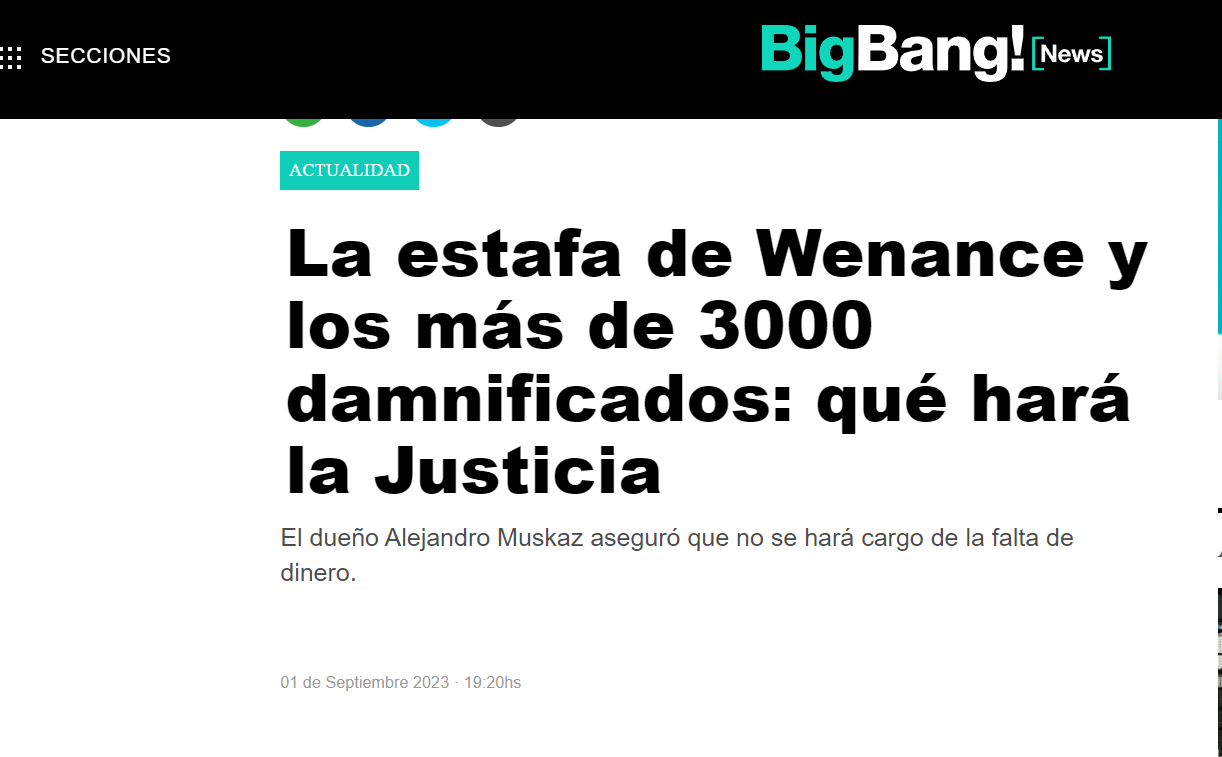 SECCIONES
BigBang! [News]
ACTUALIDAD
La estafa de Wenance y
los más de 3000
damnificados: qué hará
la Justicia
El dueño Alejandro Muskaz aseguró que no se hará cargo de la falta de
dinero.
01 de Septiembre 2023 · 19:20hs